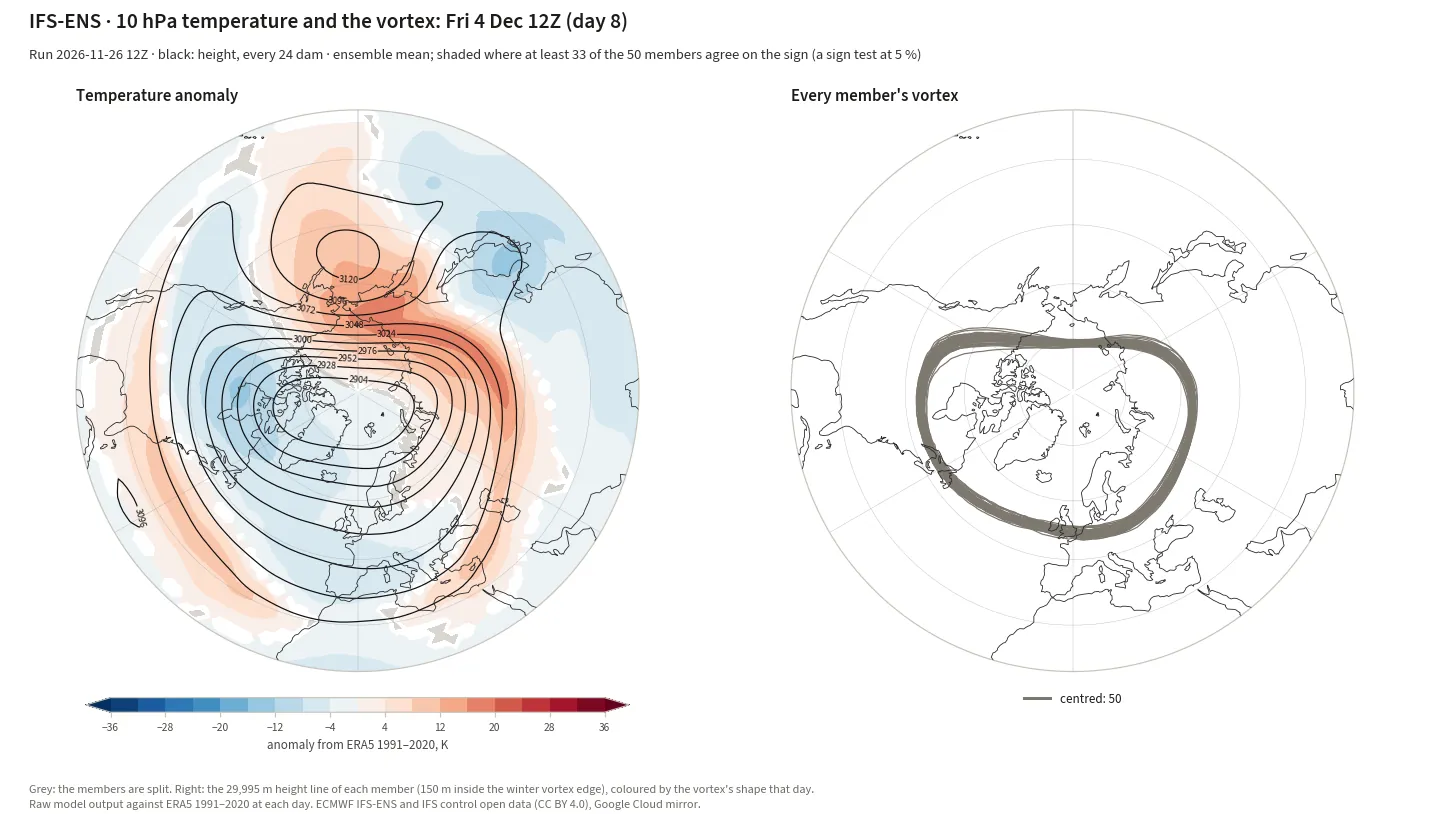 IFS-ENS · 10 hPa temperature and the vortex: Fri 4 Dec 12Z (day 8)
Run 2026-11-26 12Z · black: height, every 24 dam · ensemble mean; shaded where at least 33 of the 50 members agree on the sign (a sign test at 5 %)
Temperature anomaly
Every member's vortex
3120
3096
3072
3048
3024
3000
2976
2952
2928
2904
3096
−36 −28 −20 −12 −4 4 12 20 28 36
anomaly from ERA5 1991–2020, K
centred: 50
Grey: the members are split. Right: the 29,995 m height line of each member (150 m inside the winter vortex edge), coloured by the vortex's shape that day.
Raw model output against ERA5 1991–2020 at each day. ECMWF IFS-ENS and IFS control open data (CC BY 4.0), Google Cloud mirror.